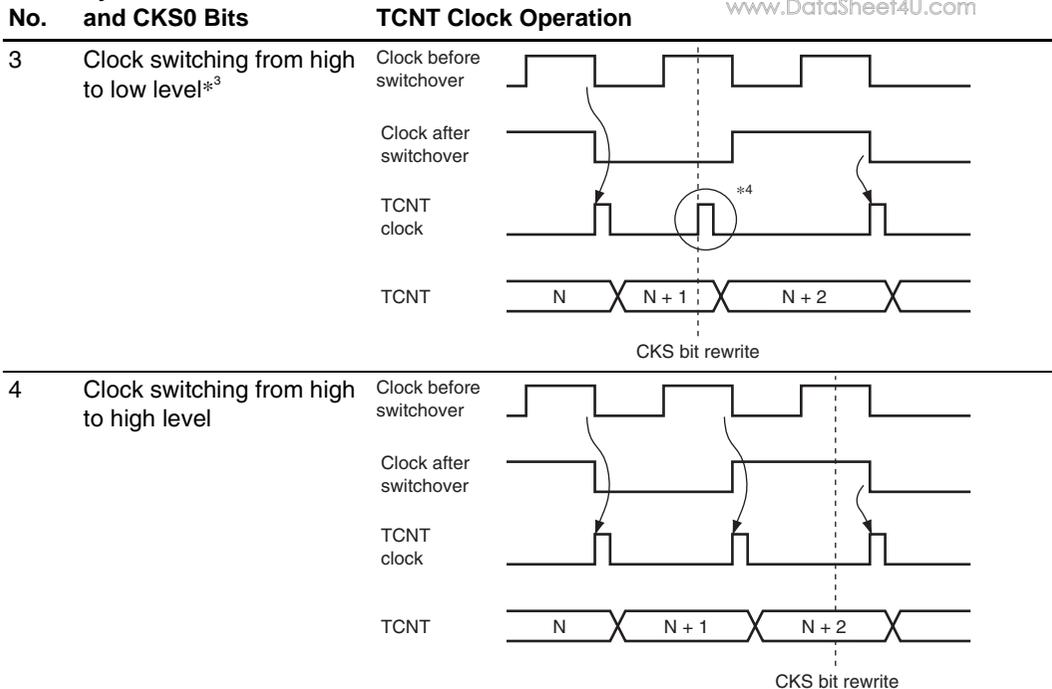 www.DataSheet4U.com
No. and CKS0 Bits TCNT Clock Operation
3 Clock switching from high to low level*3
Clock before switchover
Clock after switchover
TCNT clock
*4
TCNT N N + 1 N + 2
CKS bit rewrite
4 Clock switching from high to high level
Clock before switchover
Clock after switchover
TCNT clock
TCNT N N + 1 N + 2
CKS bit rewrite